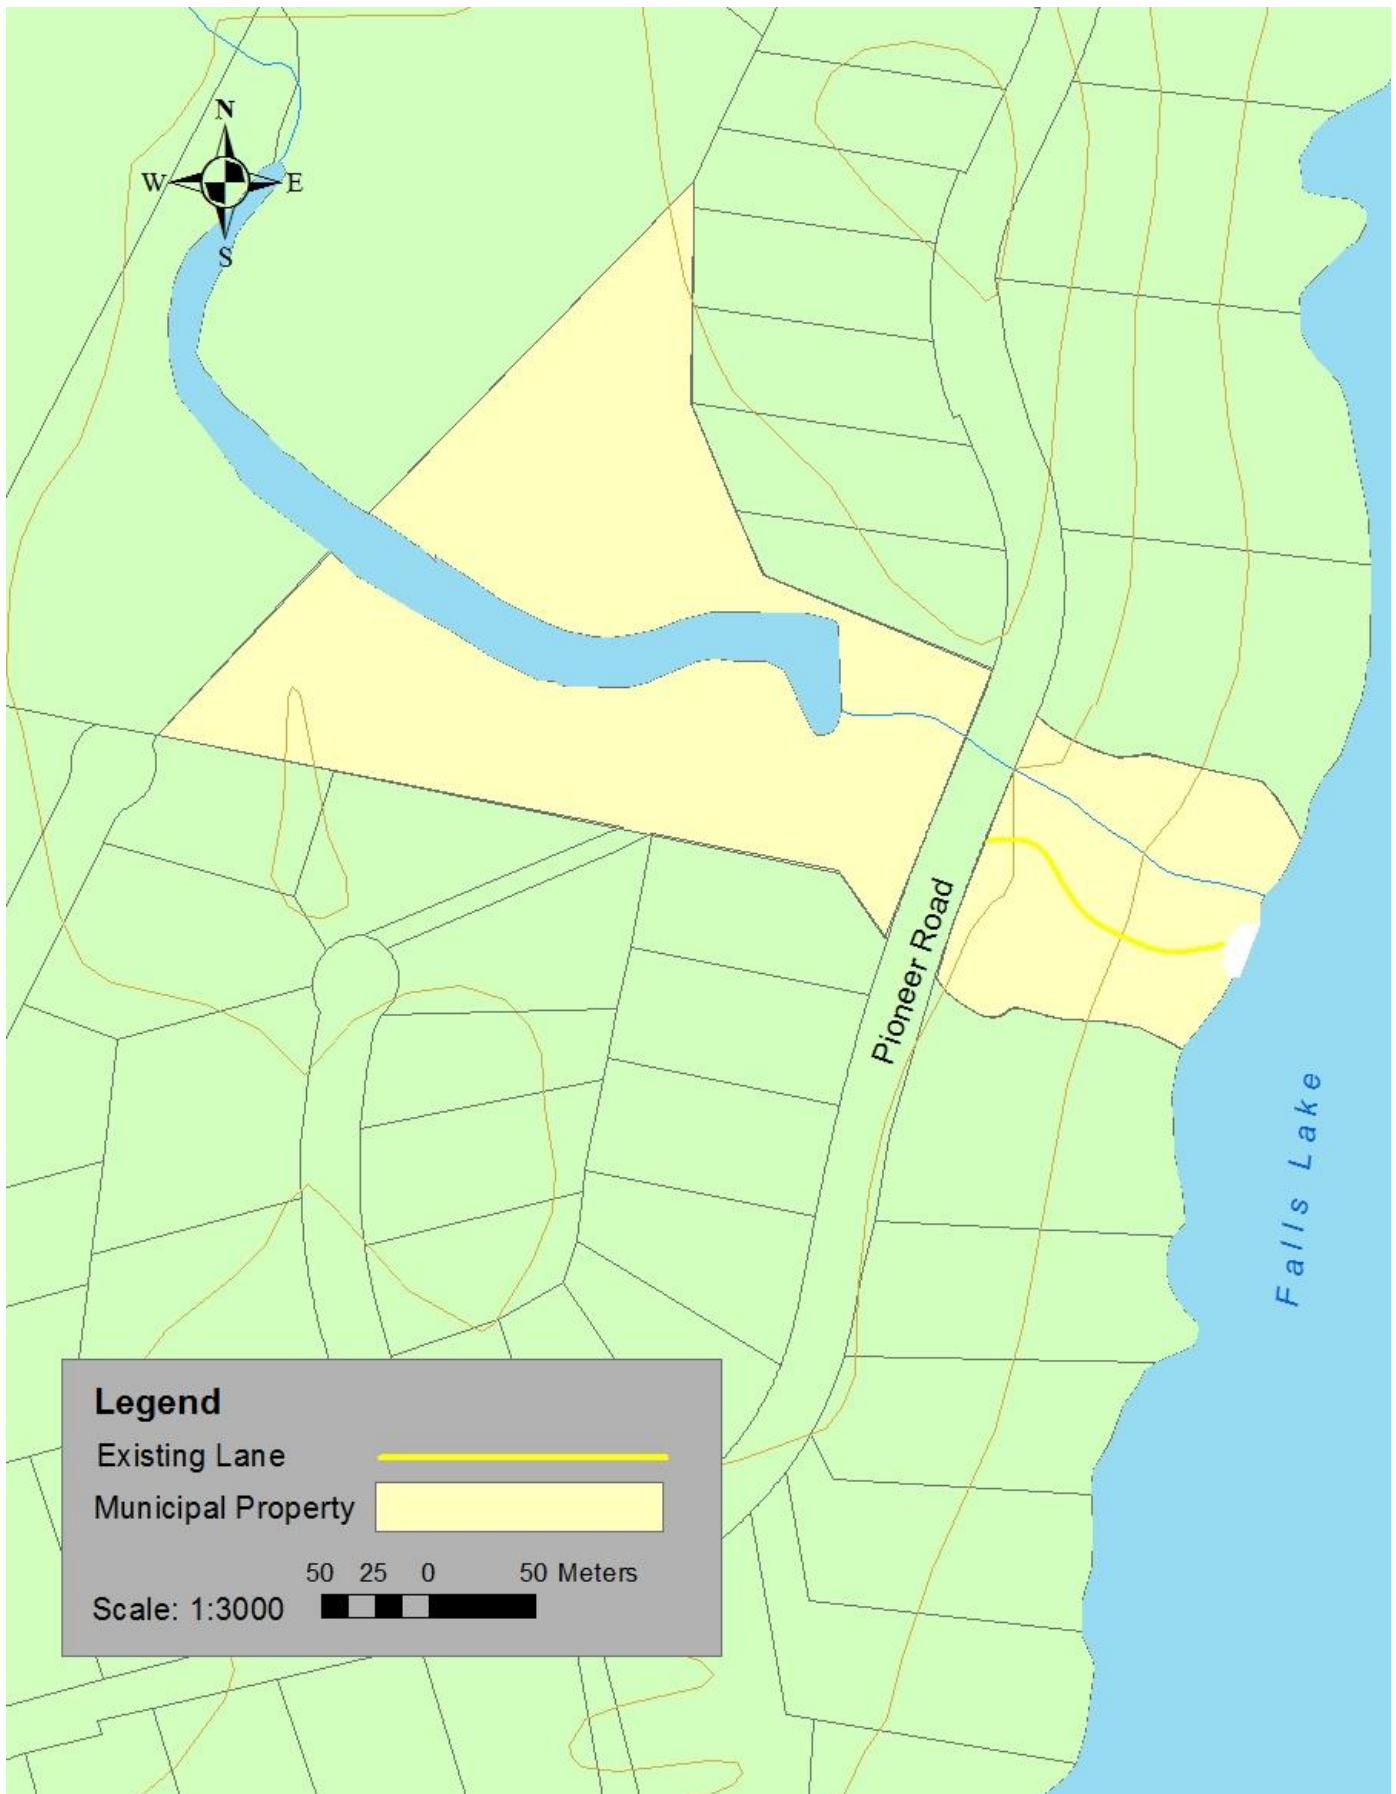 N
W E
S
Pioneer Road
Falls Lake
Legend
Existing Lane
Municipal Property
50 25 0 50 Meters
Scale: 1:3000